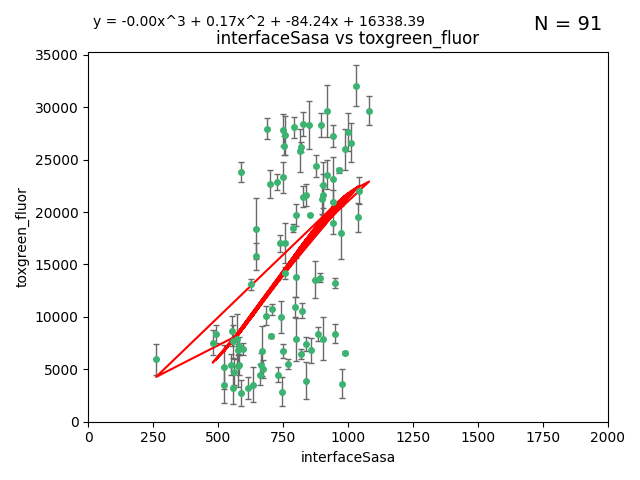 y = -0.00x^3 + 0.17x^2 + -84.24x + 16338.39
N = 91
interfaceSasa vs toxgreen_fluor
35000
30000
25000
20000
15000
10000
5000
0
toxgreen_fluor
0 250 500 750 1000 1250 1500 1750 2000
interfaceSasa